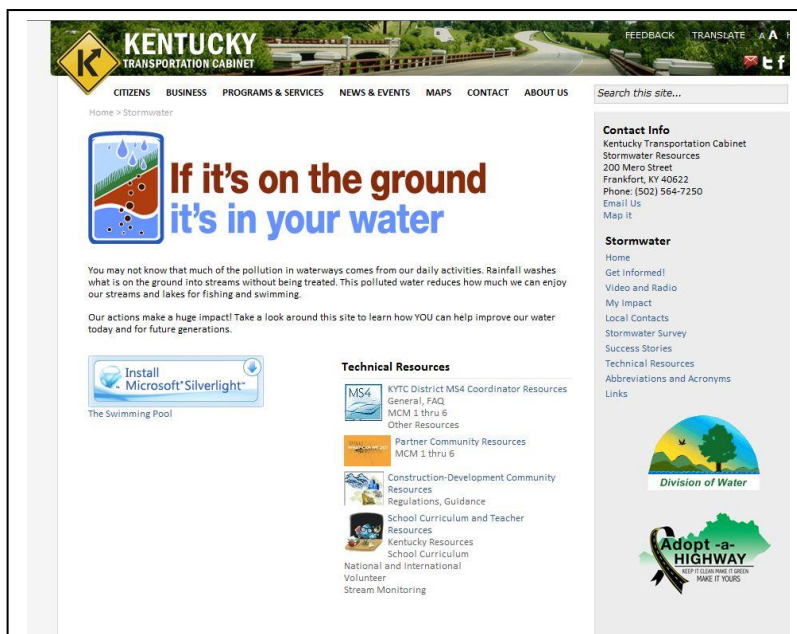 KENTUCKY
TRANSPORTATION CABINET
FEEDBACK TRANSLATE A A
CITIZENS BUSINESS PROGRAMS & SERVICES NEWS & EVENTS MAPS CONTACT ABOUT US
Search this site...
Home > Stormwater
If it's on the ground
it's in your water
You may not know that much of the pollution in waterways comes from our daily activities. Rainfall washes
what is on the ground into streams without being treated. This polluted water reduces how much we can enjoy
our streams and lakes for fishing and swimming.
Our actions make a huge impact! Take a look around this site to learn how YOU can help improve our water
today and for future generations.
Install
Microsoft® Silverlight™
The Swimming Pool
Technical Resources
MS4
KYTC District MS4 Coordinator Resources
General, FAQ
MCM 1 thru 6
Other Resources
Partner Community Resources
MCM 1 thru 6
Construction-Development Community
Resources
Regulations, Guidance
School Curriculum and Teacher
Resources
Kentucky Resources
School Curriculum
National and International
Volunteer
Stream Monitoring
Contact Info
Kentucky Transportation Cabinet
Stormwater Resources
200 Mero Street
Frankfort, KY 40622
Phone: (502) 564-7250
Email Us
Map it
Stormwater
Home
Get Informed!
Video and Radio
My Impact
Local Contacts
Stormwater Survey
Success Stories
Technical Resources
Abbreviations and Acronyms
Links
Division of Water
Adopt -a-
HIGHWAY
KEEP IT CLEAN MAKE IT GREEN
MAKE IT YOURS